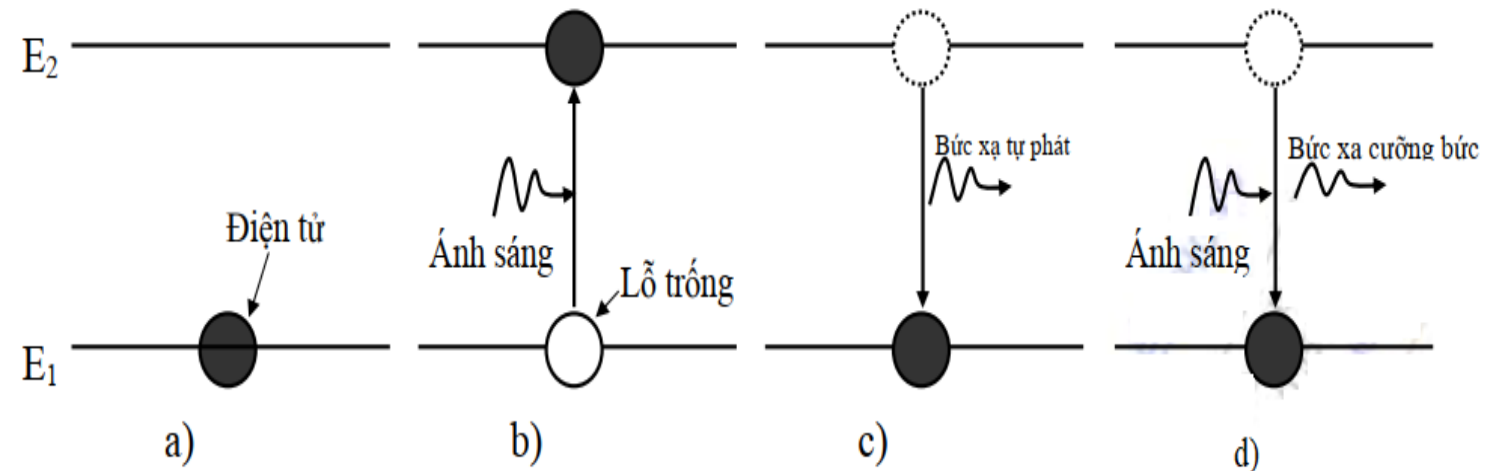 E2
E1
Điện tử
a)
Ánh sáng
Lỗ trống
b)
Bức xạ tự phát
c)
Bức xa cưỡng bức
Ánh sáng
d)